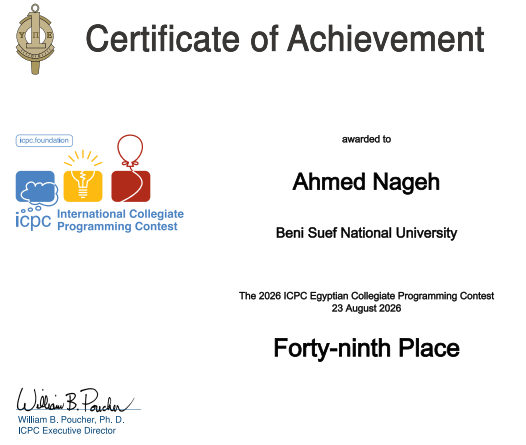 Certificate of Achievement
icpc.foundation
awarded to
Ahmed Nageh
icpc International Collegiate
Programming Contest
Beni Suef National University
The 2026 ICPC Egyptian Collegiate Programming Contest
23 August 2026
Forty-ninth Place
William B. Poucher
William B. Poucher, Ph. D.
ICPC Executive Director